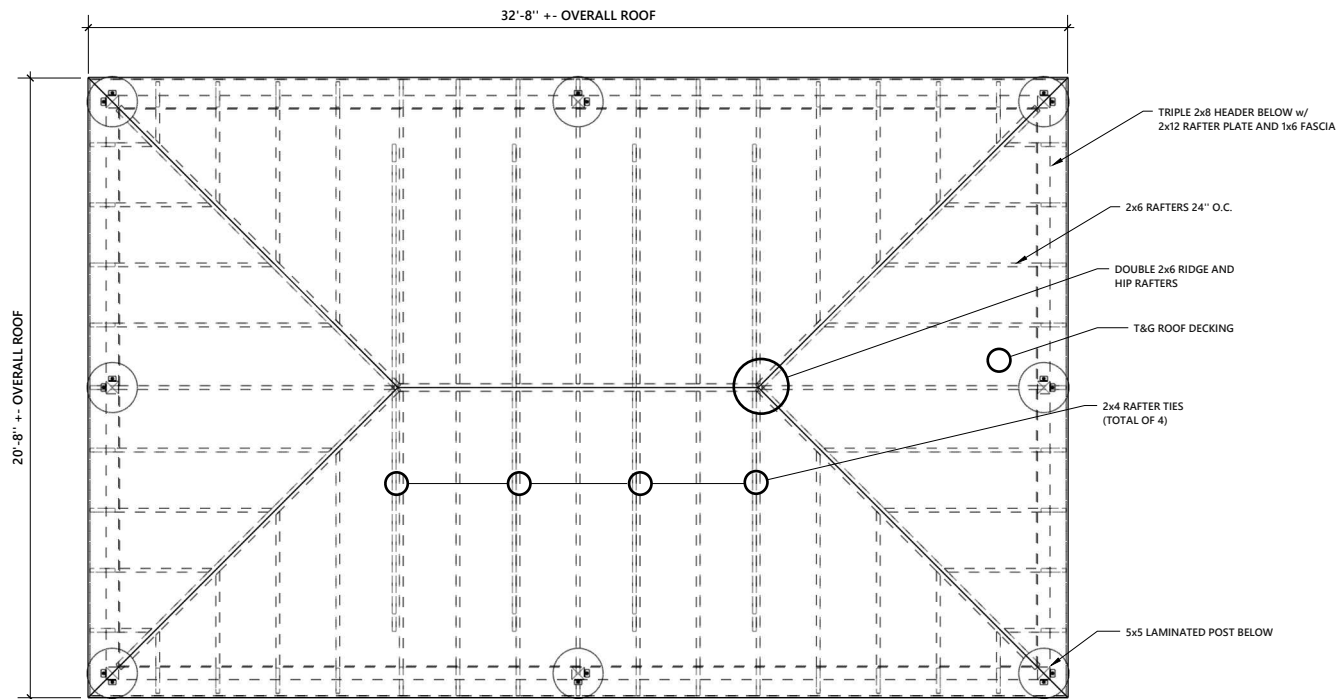 32'-8'' +- OVERALL ROOF
20'-8'' +- OVERALL ROOF
TRIPLE 2x8 HEADER BELOW w/
2x12 RAFTER PLATE AND 1x6 FASCIA
2x6 RAFTERS 24'' O.C.
DOUBLE 2x6 RIDGE AND
HIP RAFTERS
T&G ROOF DECKING
2x4 RAFTER TIES
(TOTAL OF 4)
5x5 LAMINATED POST BELOW